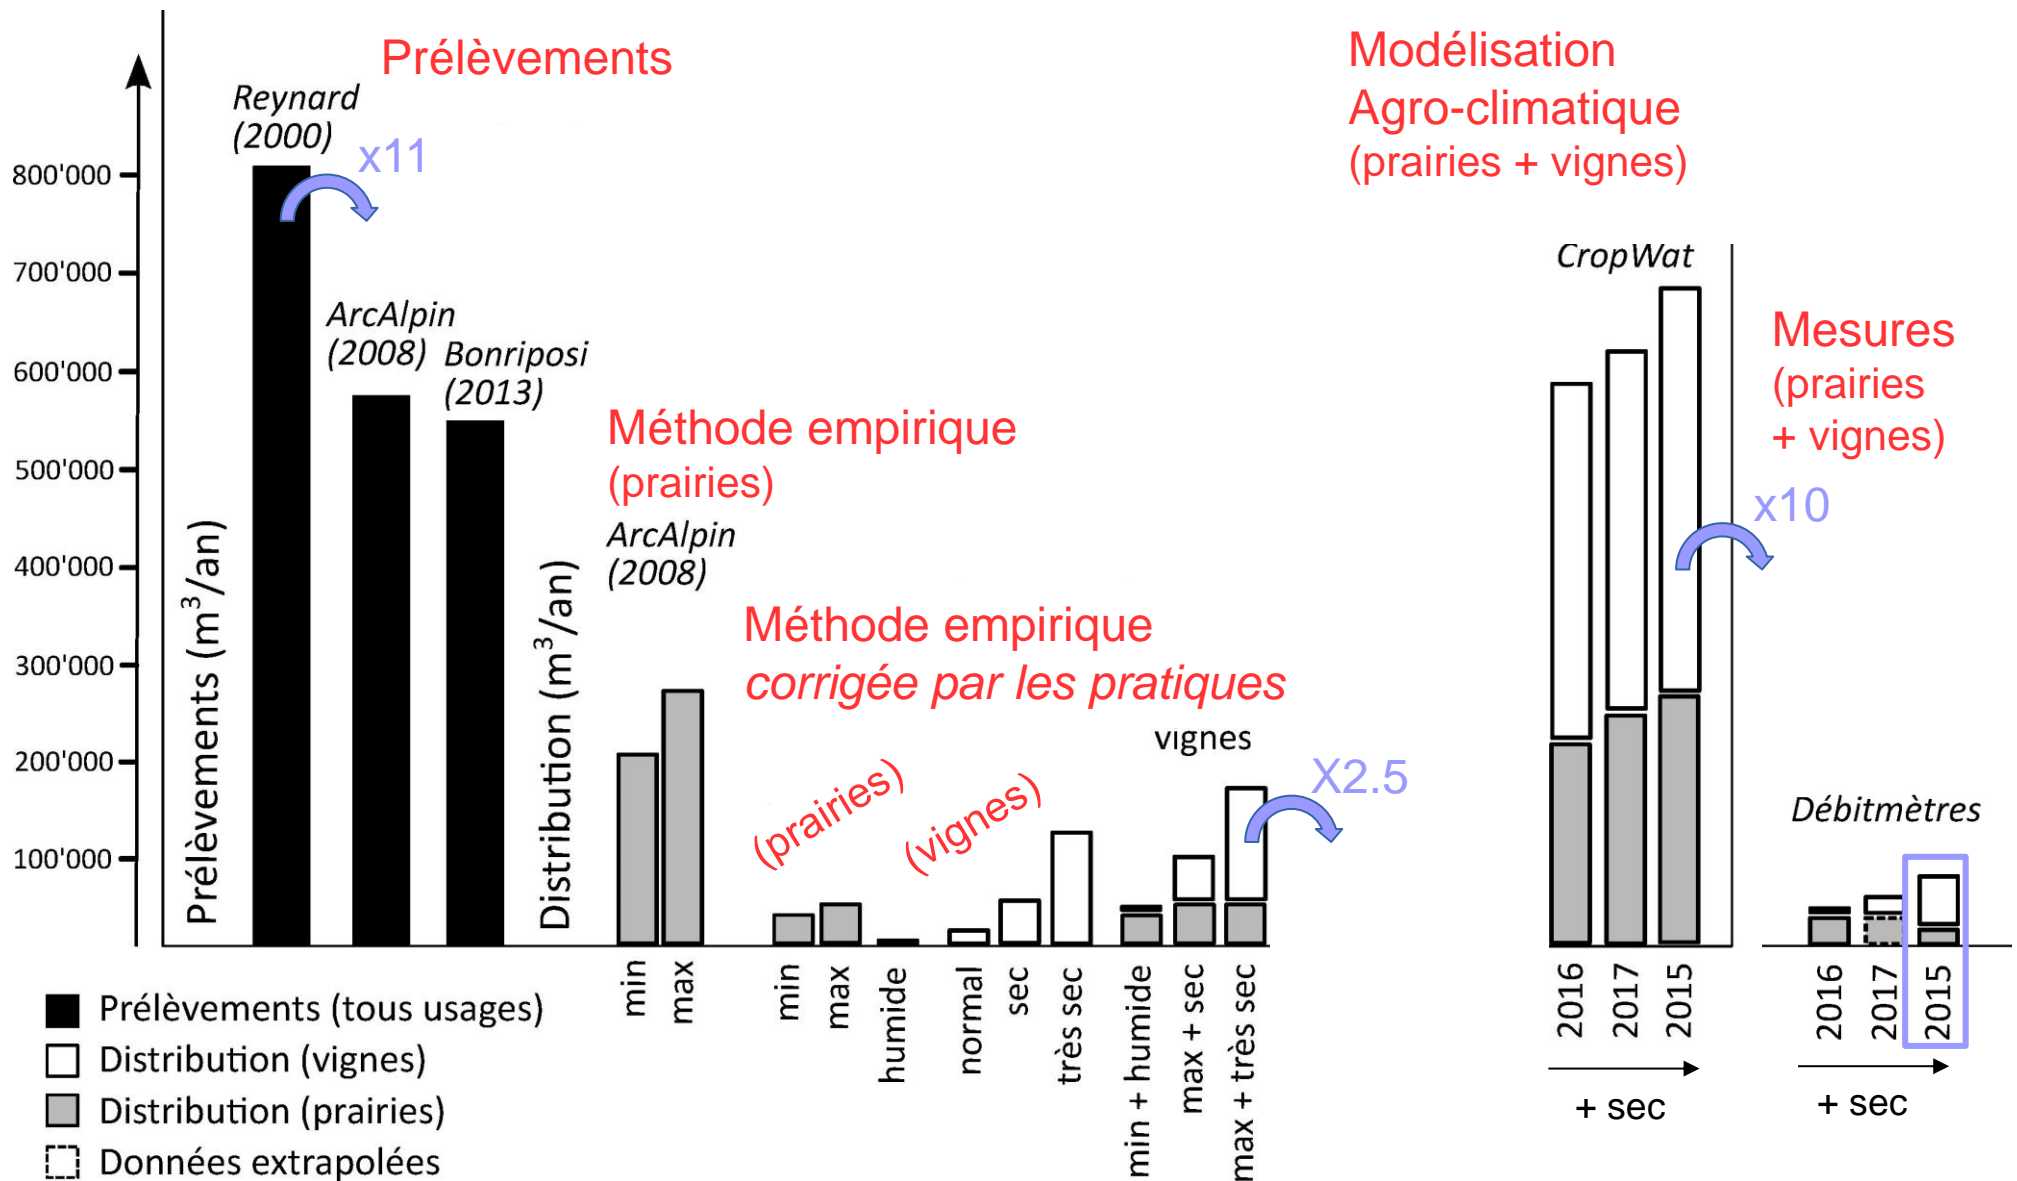 Prélèvements
Reynard
(2000)
x11
ArcAlpin
(2008)
Bonriposi
(2013)
800'000
700'000
600'000
500'000
400'000
300'000
200'000
100'000
Prélèvements (m³/an)
Distribution (m³/an)
Méthode empirique
(prairies)
ArcAlpin
(2008)
Méthode empirique
corrigée par les pratiques
(prairies)
(vignes)
vignes
X2.5
min
max
min
max
humide
normal
sec
très sec
min + humide
max + sec
max + très sec
Modélisation
Agro-climatique
(prairies + vignes)
CropWat
x10
2016
2017
2015
+ sec
Mesures
(prairies
+ vignes)
Débitmètres
2016
2017
2015
+ sec
Prélèvements (tous usages)
Distribution (vignes)
Distribution (prairies)
Données extrapolées